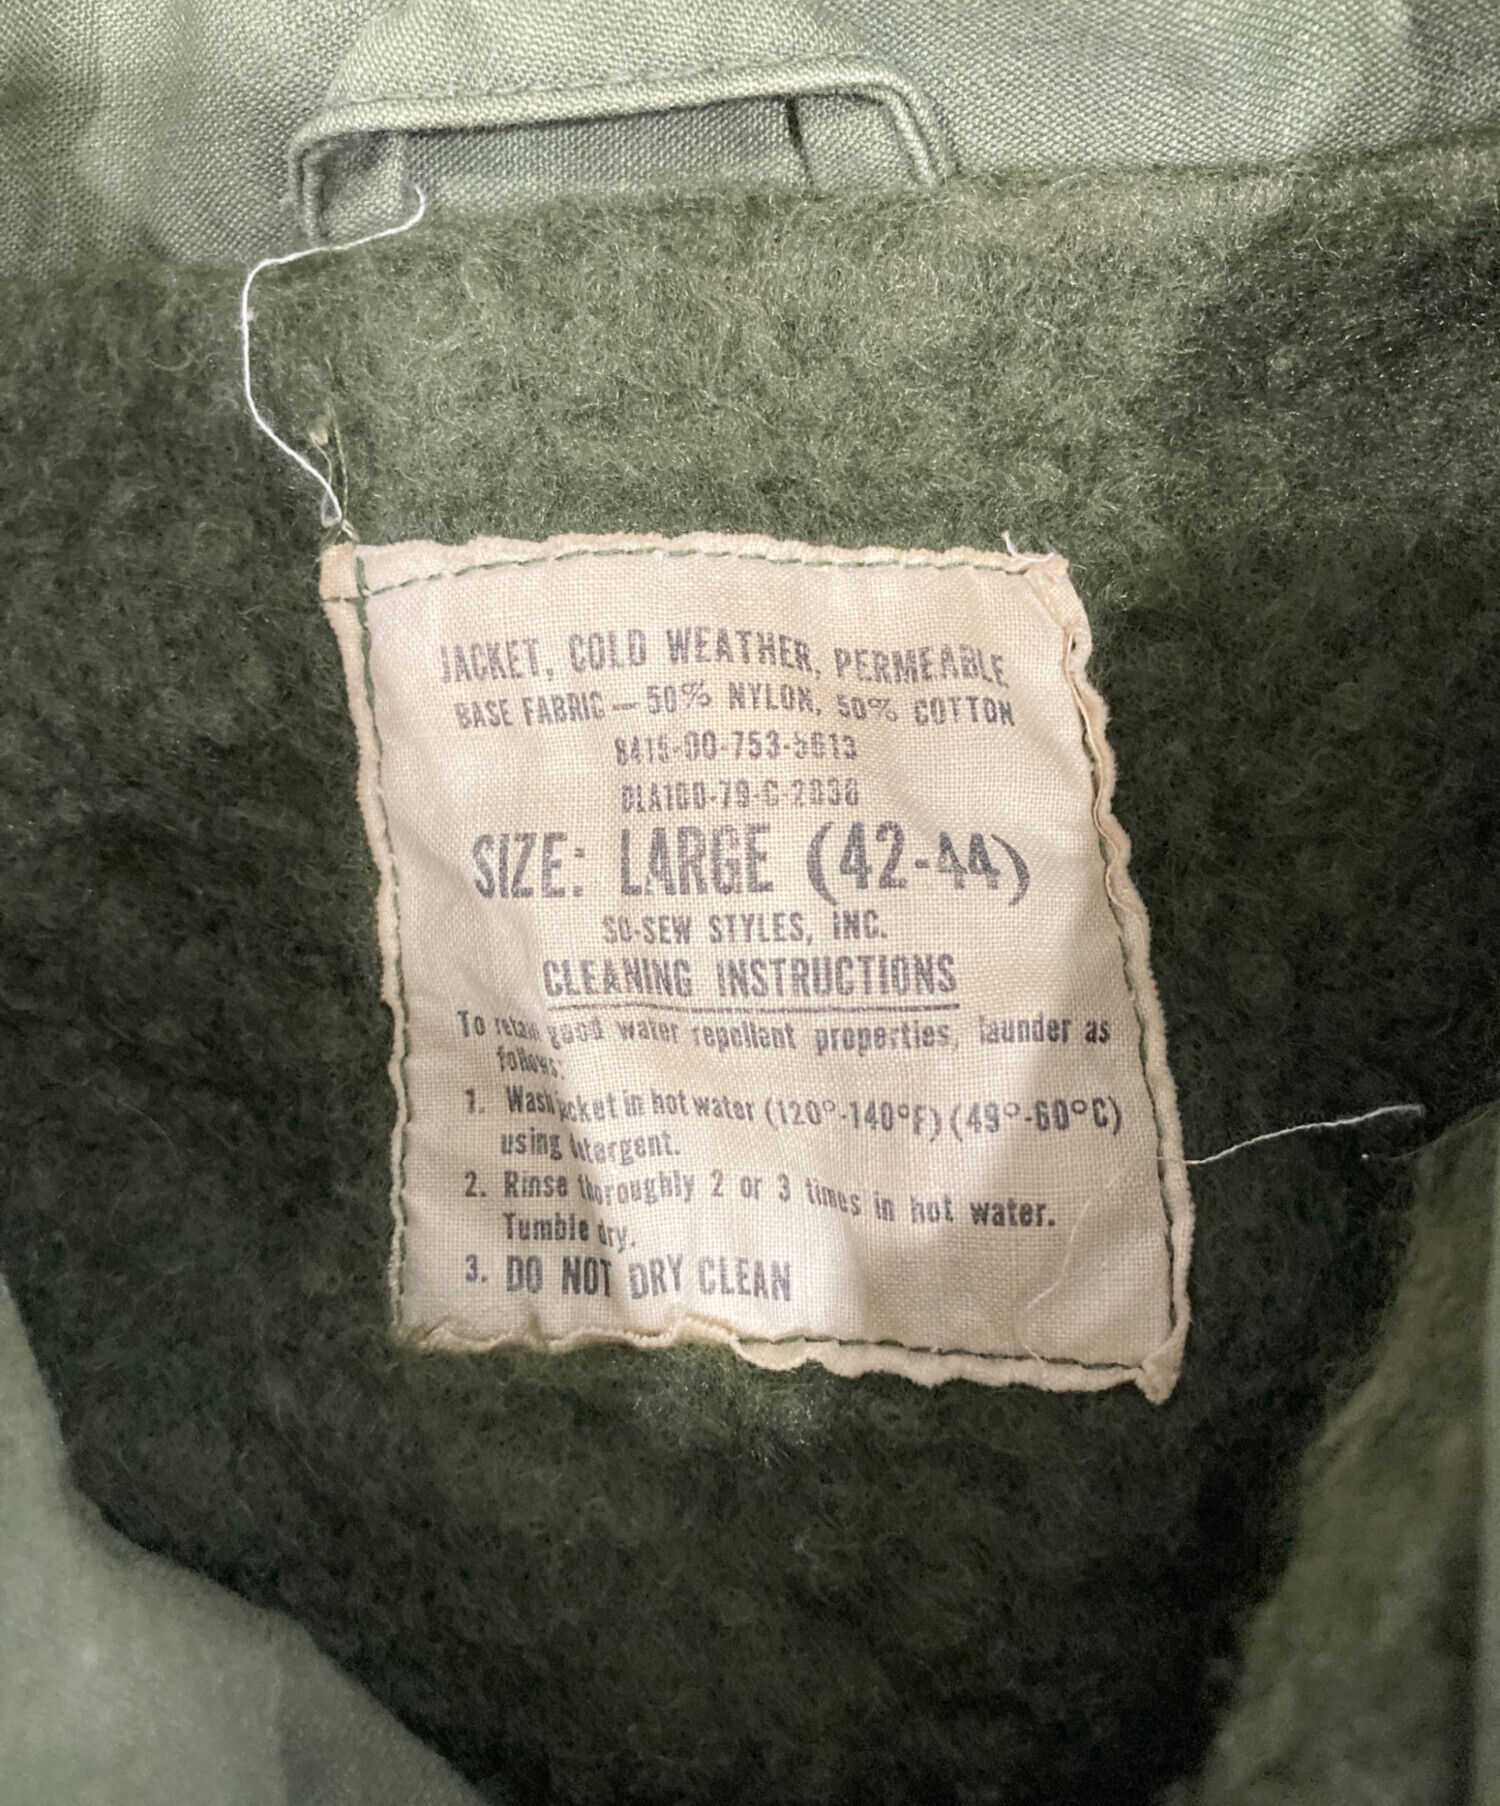 JACKET, COLD WEATHER, PERMEABLE
BASE FABRIC — 50% NYLON, 50% COTTON
8415-00-753-5613
DLA100-79-C-2838
SIZE: LARGE (42-44)
SO-SEW STYLES, INC.
CLEANING INSTRUCTIONS
To retain good water repellent properties, launder as
follows:
1. Wash jacket in hot water (120°-140°F) (49°-60°C)
using detergent.
2. Rinse thoroughly 2 or 3 times in hot water.
Tumble dry.
3. DO NOT DRY CLEAN